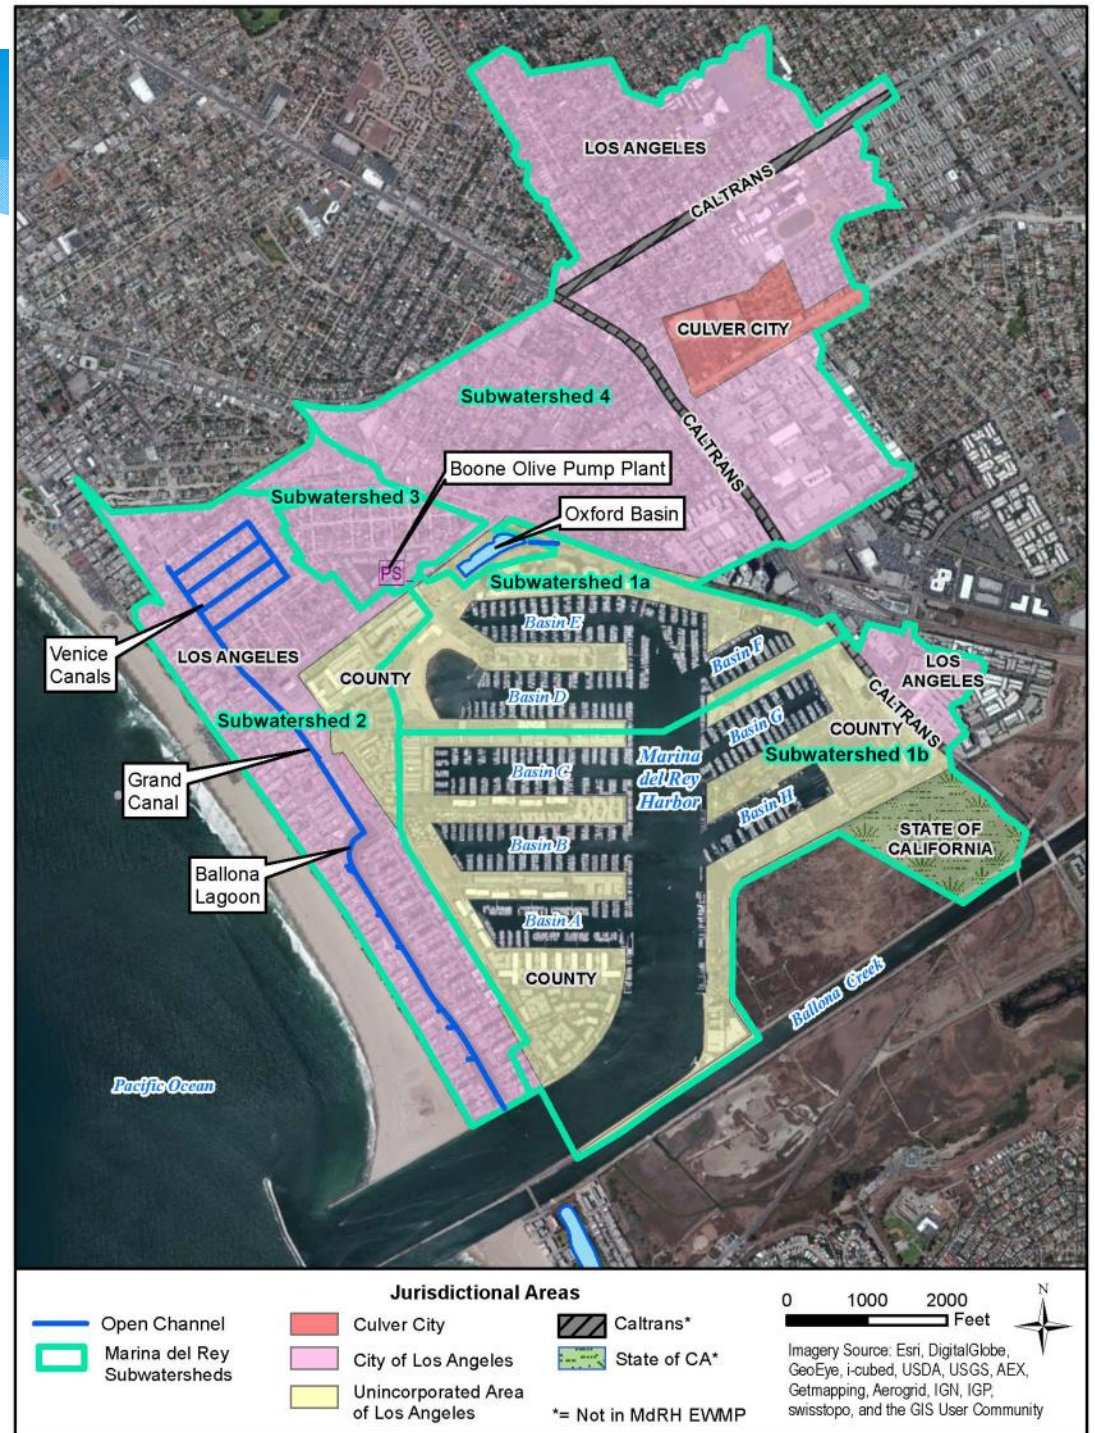 LOS ANGELES
CALTRANS
CULVER CITY
Subwatershed 4
CALTRANS
Boone Olive Pump Plant
Subwatershed 3
Oxford Basin
PS
Subwatershed 1a
Basin E
Basin F
Venice
Canals
LOS ANGELES
COUNTY
LOS
ANGELES
Basin D
CALTRANS
Subwatershed 2
Basin G
COUNTY
Subwatershed 1b
Marina
del Rey
Harbor
Grand
Canal
Basin C
Basin H
STATE OF
CALIFORNIA
Basin B
Ballona
Lagoon
Basin A
COUNTY
Ballona Creek
Pacific Ocean
Jurisdictional Areas
Open Channel
Marina del Rey
Subwatersheds
Culver City
City of Los Angeles
Unincorporated Area
of Los Angeles
Caltrans*
State of CA*
*= Not in MdRH EWMP
0 1000 2000
Feet
N
Imagery Source: Esri, DigitalGlobe,
GeoEye, i-cubed, USDA, USGS, AEX,
Getmapping, Aerogrid, IGN, IGP,
swisstopo, and the GIS User Community